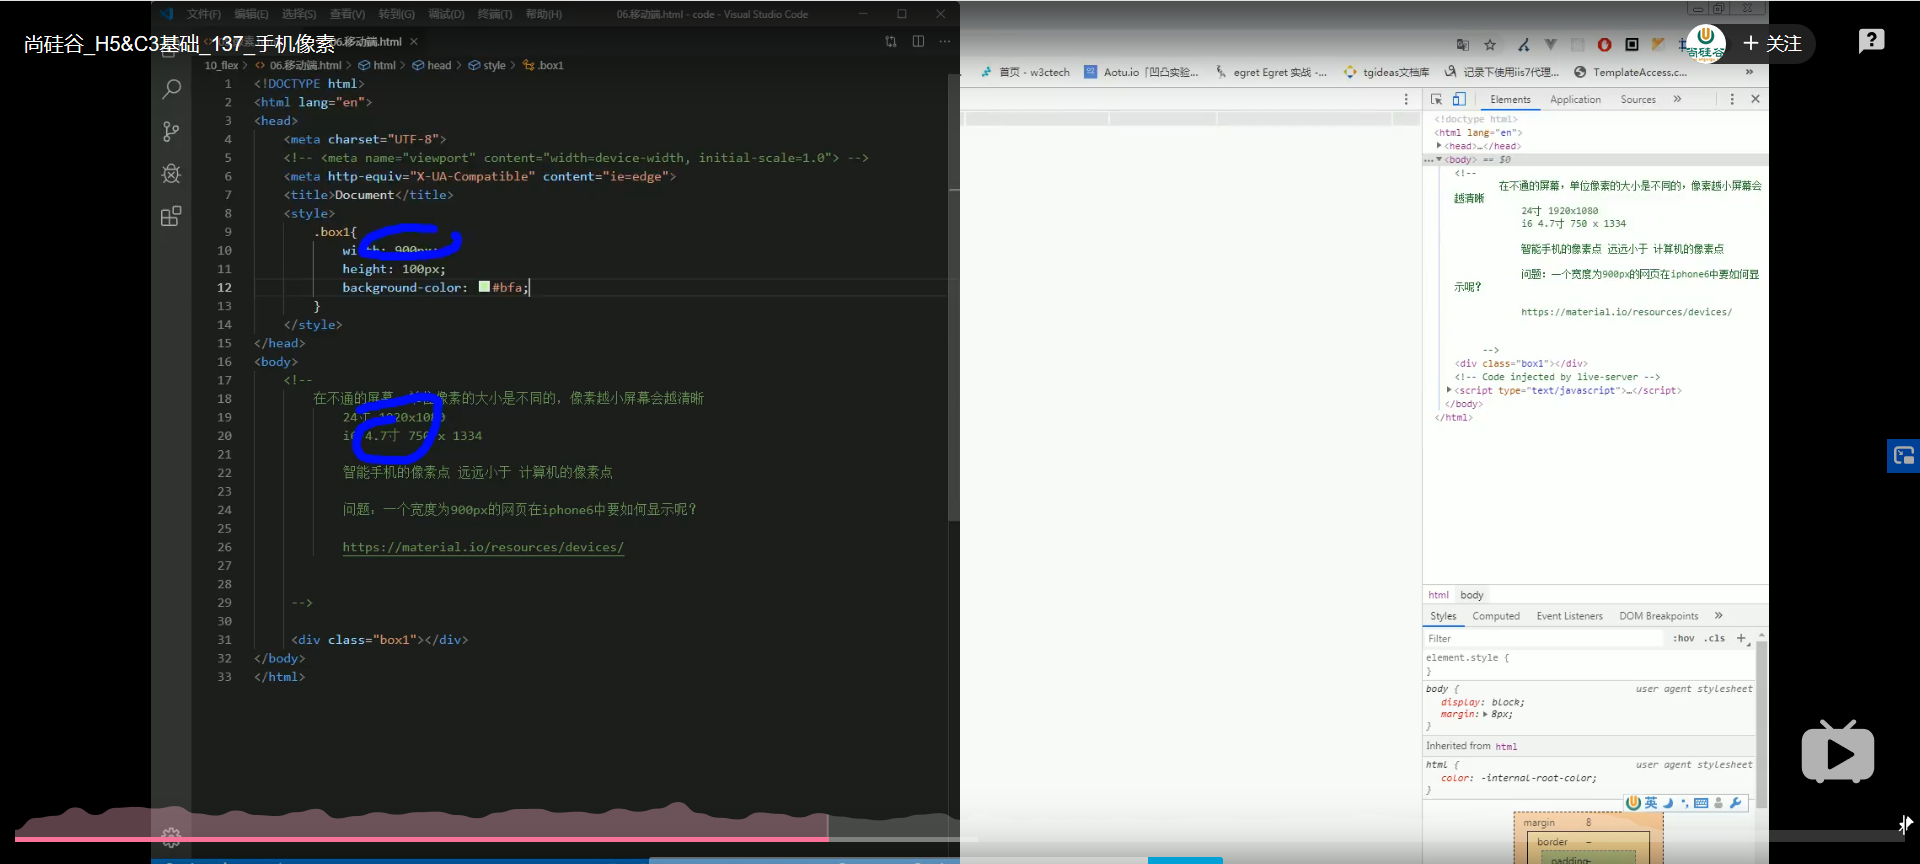 文件(F) 编辑(E) 选择(S) 查看(V) 转到(G) 调试(D) 终端(T) 帮助(H) 06.移动端.html - code - Visual Studio Code
尚硅谷_H5&C3基础_137_手机像素
06.移动端.html
10_flex > 06.移动端.html > html > head > style > .box1
1 <!DOCTYPE html>
2 <html lang="en">
3 <head>
4 <meta charset="UTF-8">
5 <!-- <meta name="viewport" content="width=device-width, initial-scale=1.0"> -->
6 <meta http-equiv="X-UA-Compatible" content="ie=edge">
7 <title>Document</title>
8 <style>
9 .box1{
10 width: 900px;
11 height: 100px;
12 background-color: #bfa;
13 }
14 </style>
15 </head>
16 <body>
17 <!--
18 在不通的屏幕，单位像素的大小是不同的，像素越小屏幕会越清晰
19 24寸 1920x1080
20 i6 4.7寸 750 x 1334
21
22 智能手机的像素点 远远小于 计算机的像素点
23
24 问题：一个宽度为900px的网页在iphone6中要如何显示呢？
25
26 https://material.io/resources/devices/
27
28
29 -->
30
31 <div class="box1"></div>
32 </body>
33 </html>
尚硅谷
+ 关注
首页 - w3ctech Aotu.io「凹凸实验... egret Egret 实战 -... tgideas文档库 记录下使用iis7代理... TemplateAccess.c... »
Elements Application Sources »
<!doctype html>
<html lang="en">
<head>…</head>
<body> == $0
<!--
在不通的屏幕，单位像素的大小是不同的，像素越小屏幕会
越清晰
24寸 1920x1080
i6 4.7寸 750 x 1334
智能手机的像素点 远远小于 计算机的像素点
问题：一个宽度为900px的网页在iphone6中要如何显
示呢？
https://material.io/resources/devices/
-->
<div class="box1"></div>
<!-- Code injected by live-server -->
<script type="text/javascript">…</script>
</body>
</html>
html body
Styles Computed Event Listeners DOM Breakpoints »
Filter :hov .cls +
element.style {
}
body { user agent stylesheet
display: block;
margin: 8px;
}
Inherited from html
html { user agent stylesheet
color: -internal-root-color;
}
英
margin 8
border –
padding-